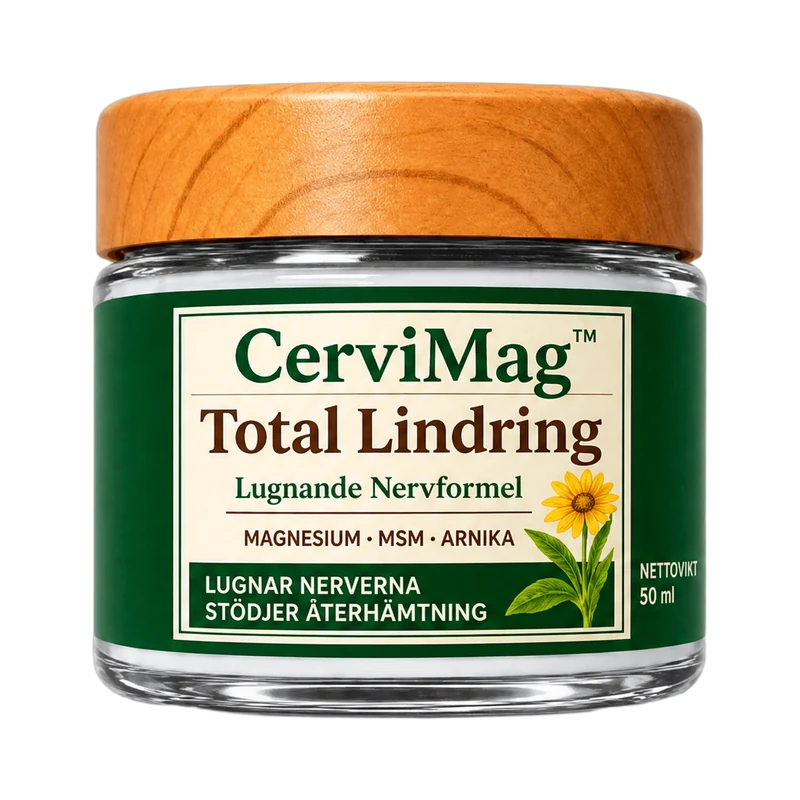 CerviMag™
Total Lindring
Lugnande Nervformel
MAGNESIUM • MSM • ARNIKA
LUGNAR NERVERNA
STÖDJER ÅTERHÄMTNING
NETTOVIKT
50 ml